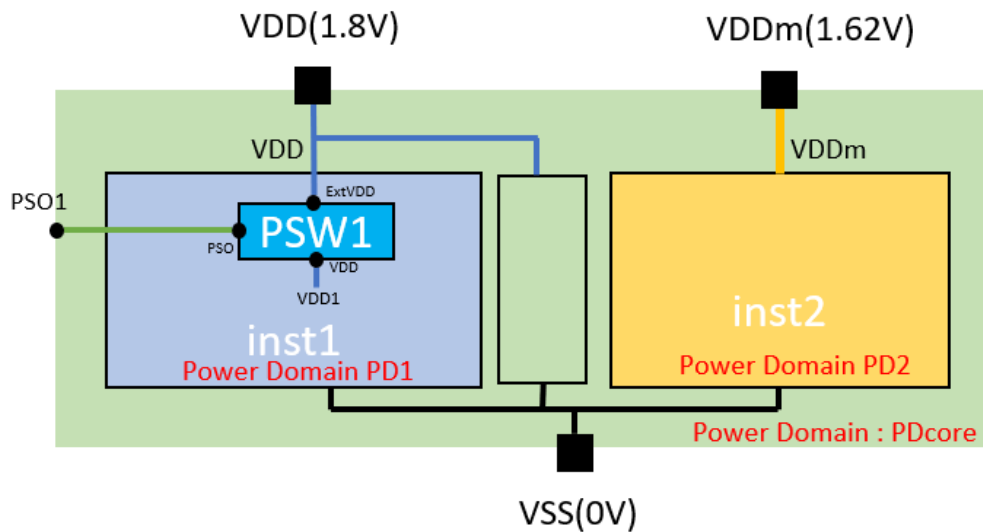 VDD(1.8V)
VDDm(1.62V)
VDD
VDDm
ExtVDD
PSO1
PSW1
PSO
VDD
VDD1
inst1
inst2
Power Domain PD1
Power Domain PD2
Power Domain : PDcore
VSS(0V)